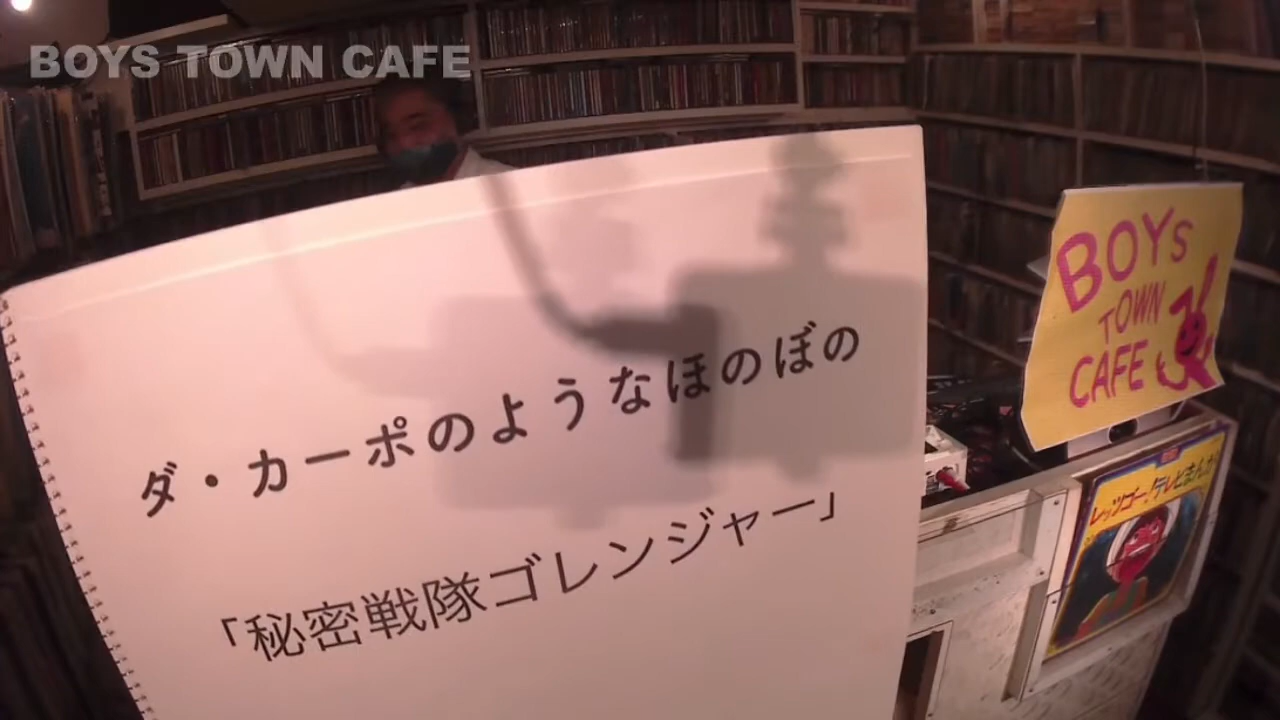 BOYS TOWN CAFE
ダ・カーポのようなほのぼの
「秘密戦隊ゴレンジャー」
BOYS
TOWN
CAFE
レッツゴー!テレビまんが